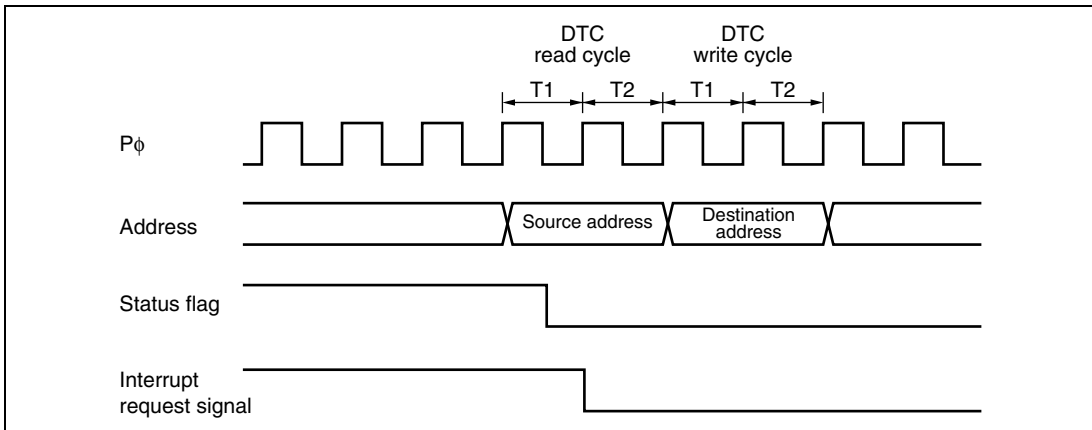 DTC
read cycle
DTC
write cycle
T1
T2
T1
T2
Pϕ
Address
Source address
Destination
address
Status flag
Interrupt
request signal